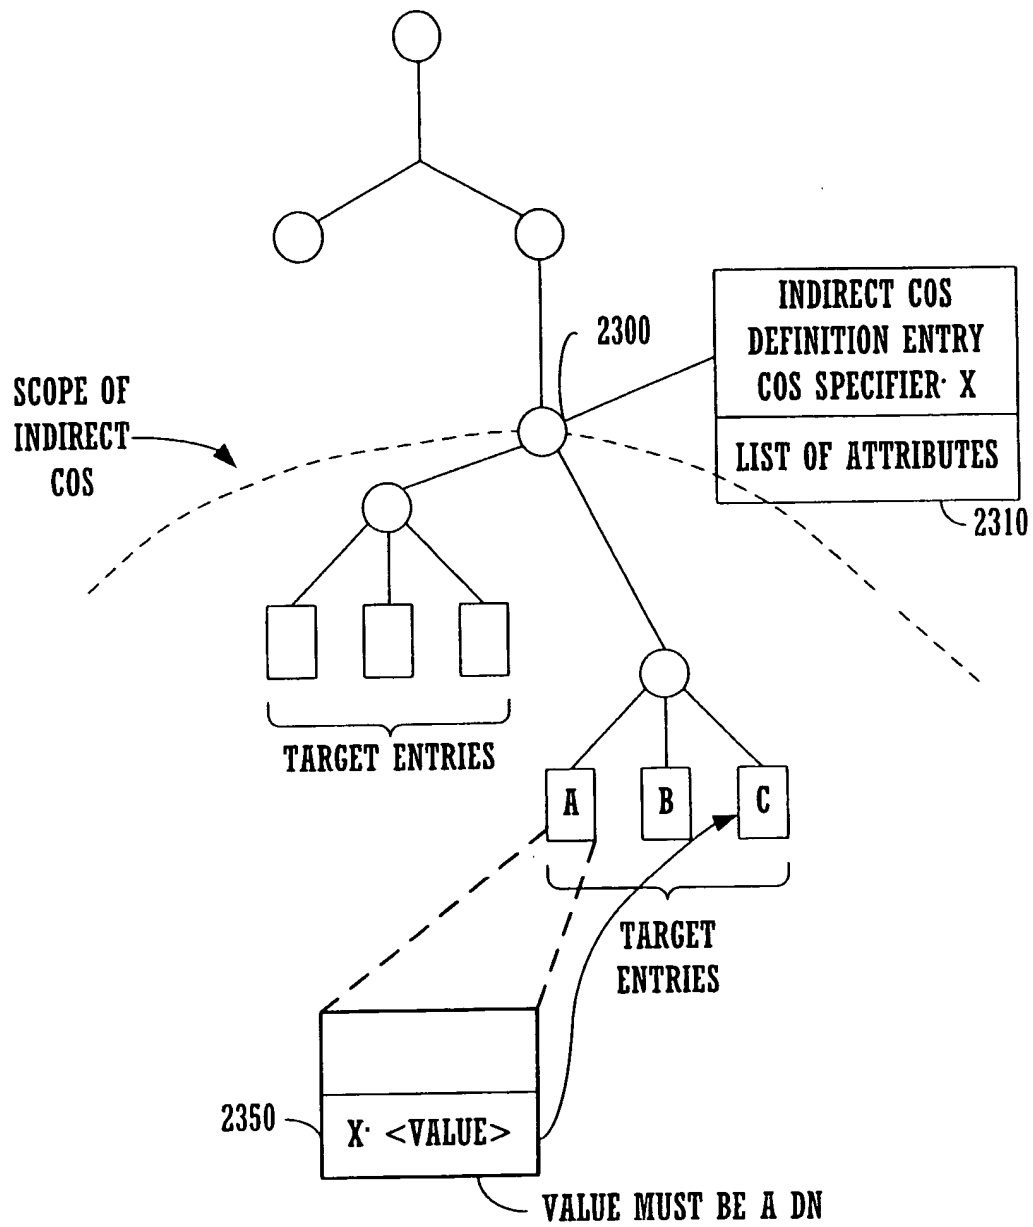 2300
INDIRECT COS
DEFINITION ENTRY
COS SPECIFIER· X
LIST OF ATTRIBUTES
2310
SCOPE OF
INDIRECT
COS
TARGET ENTRIES
A
B
C
TARGET
ENTRIES
2350
X· <VALUE>
VALUE MUST BE A DN